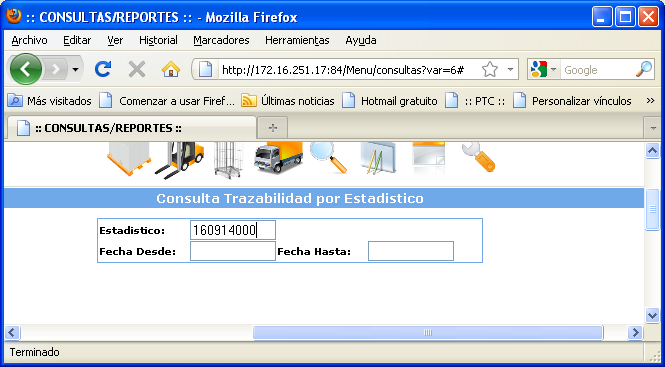 :: CONSULTAS/REPORTES :: - Mozilla Firefox
Archivo Editar Ver Historial Marcadores Herramientas Ayuda
http://172.16.251.17:84/Menu/consultas?var=6# Google
Más visitados Comenzar a usar Firef... Últimas noticias Hotmail gratuito :: PTC :: Personalizar vínculos »
:: CONSULTAS/REPORTES ::
Consulta Trazabilidad por Estadistico
Estadistico: 160914000
Fecha Desde: Fecha Hasta:
Terminado